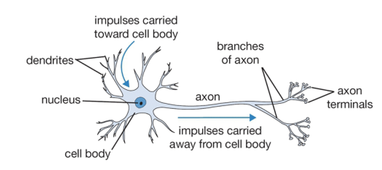 impulses carried
toward cell body
dendrites
branches
of axon
nucleus
axon
axon
terminals
impulses carried
away from cell body
cell body